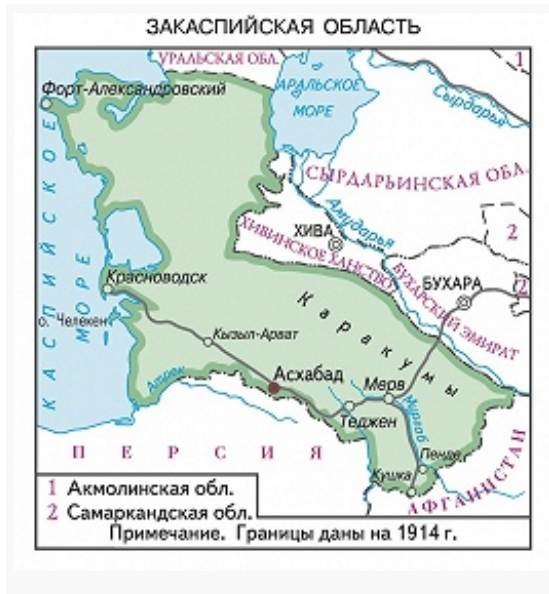 ЗАКАСПИЙСКАЯ ОБЛАСТЬ
УРАЛЬСКАЯ ОБЛ.
1
Форт-Александровский
АРАЛЬСКОЕ
МОРЕ
Сырдарья
СЫРДАРЬИНСКАЯ ОБЛ.
Амударья
2
ХИВА
ХИВИНСКОЕ ХАНСТВО
БУХАРСКИЙ ЭМИРАТ
БУХАРА
2
КАСПИЙСКОЕ
МОРЕ
Красноводск
о. Челекен
Кызыл-Арват
Каракумы
Атрек
Асхабад
Мерв
Теджен
Мургаб
Пенде
Кушка
ПЕРСИЯ
АФГАНИСТАН
1 Акмолинская обл.
2 Самаркандская обл.
Примечание. Границы даны на 1914 г.